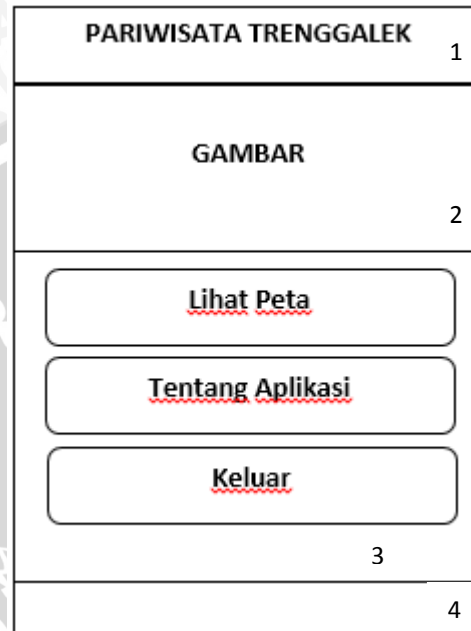 PARIWISATA TRENGGALEK
1
GAMBAR
2
Lihat Peta
Tentang Aplikasi
Keluar
3
4